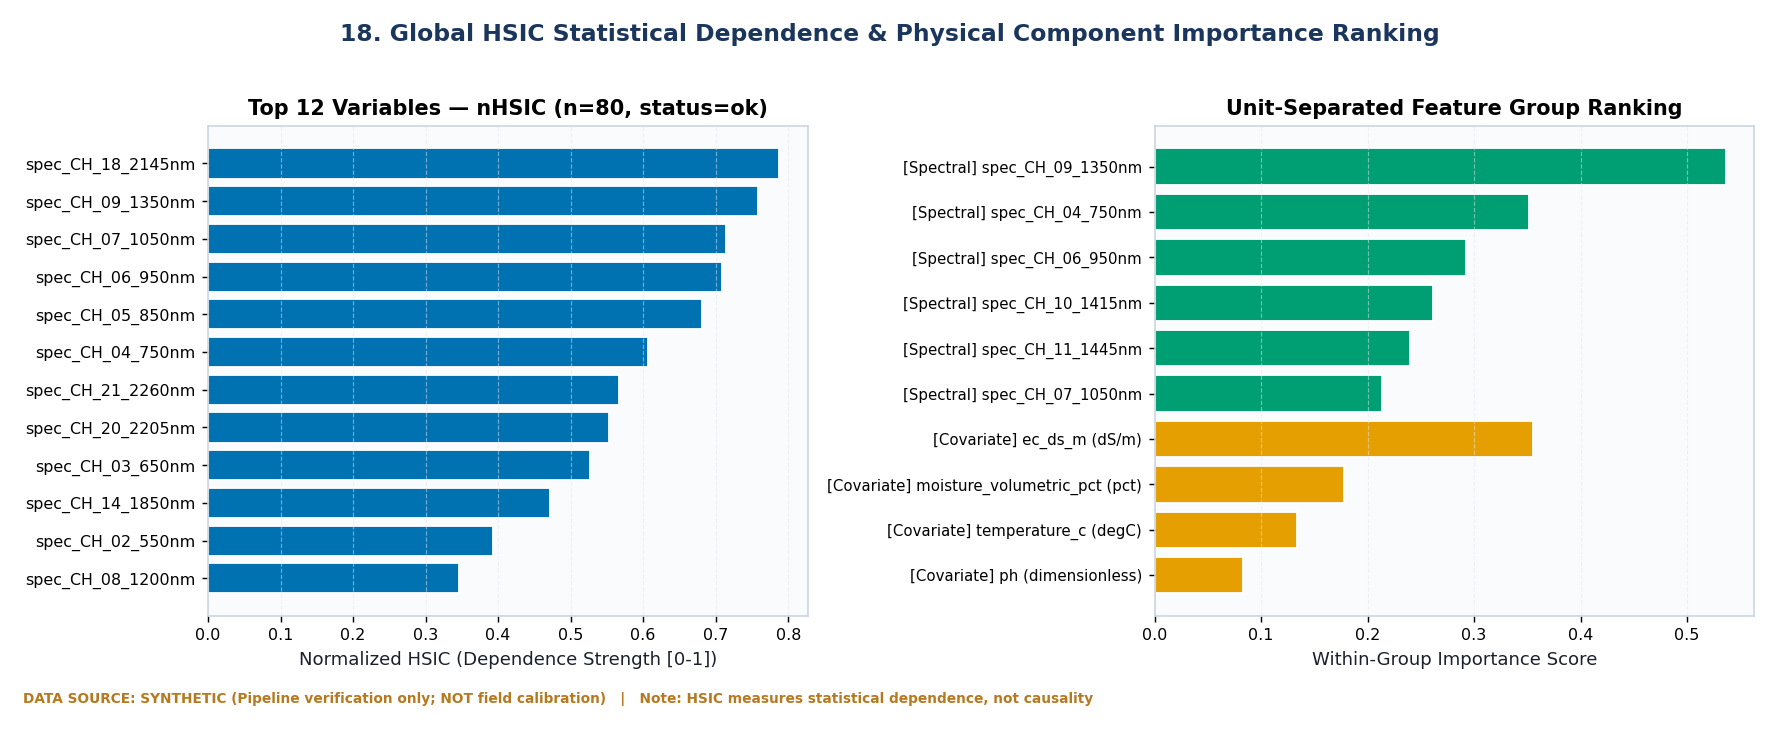 18. Global HSIC Statistical Dependence & Physical Component Importance Ranking
Top 12 Variables — nHSIC (n=80, status=ok)
spec_CH_18_2145nm
spec_CH_09_1350nm
spec_CH_07_1050nm
spec_CH_06_950nm
spec_CH_05_850nm
spec_CH_04_750nm
spec_CH_21_2260nm
spec_CH_20_2205nm
spec_CH_03_650nm
spec_CH_14_1850nm
spec_CH_02_550nm
spec_CH_08_1200nm
0.0 0.1 0.2 0.3 0.4 0.5 0.6 0.7 0.8
Normalized HSIC (Dependence Strength [0-1])
Unit-Separated Feature Group Ranking
[Spectral] spec_CH_09_1350nm
[Spectral] spec_CH_04_750nm
[Spectral] spec_CH_06_950nm
[Spectral] spec_CH_10_1415nm
[Spectral] spec_CH_11_1445nm
[Spectral] spec_CH_07_1050nm
[Covariate] ec_ds_m (dS/m)
[Covariate] moisture_volumetric_pct (pct)
[Covariate] temperature_c (degC)
[Covariate] ph (dimensionless)
0.0 0.1 0.2 0.3 0.4 0.5
Within-Group Importance Score
DATA SOURCE: SYNTHETIC (Pipeline verification only; NOT field calibration) | Note: HSIC measures statistical dependence, not causality